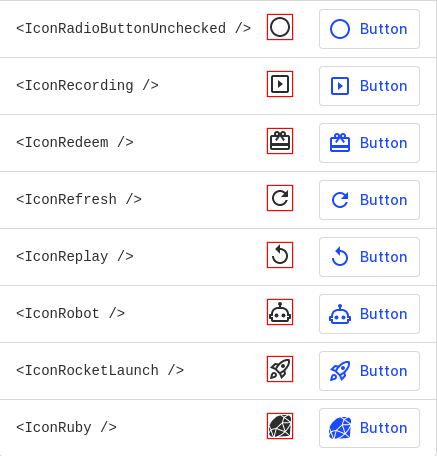 <IconRadioButtonUnchecked /> Button
<IconRecording /> Button
<IconRedeem /> Button
<IconRefresh /> Button
<IconReplay /> Button
<IconRobot /> Button
<IconRocketLaunch /> Button
<IconRuby /> Button